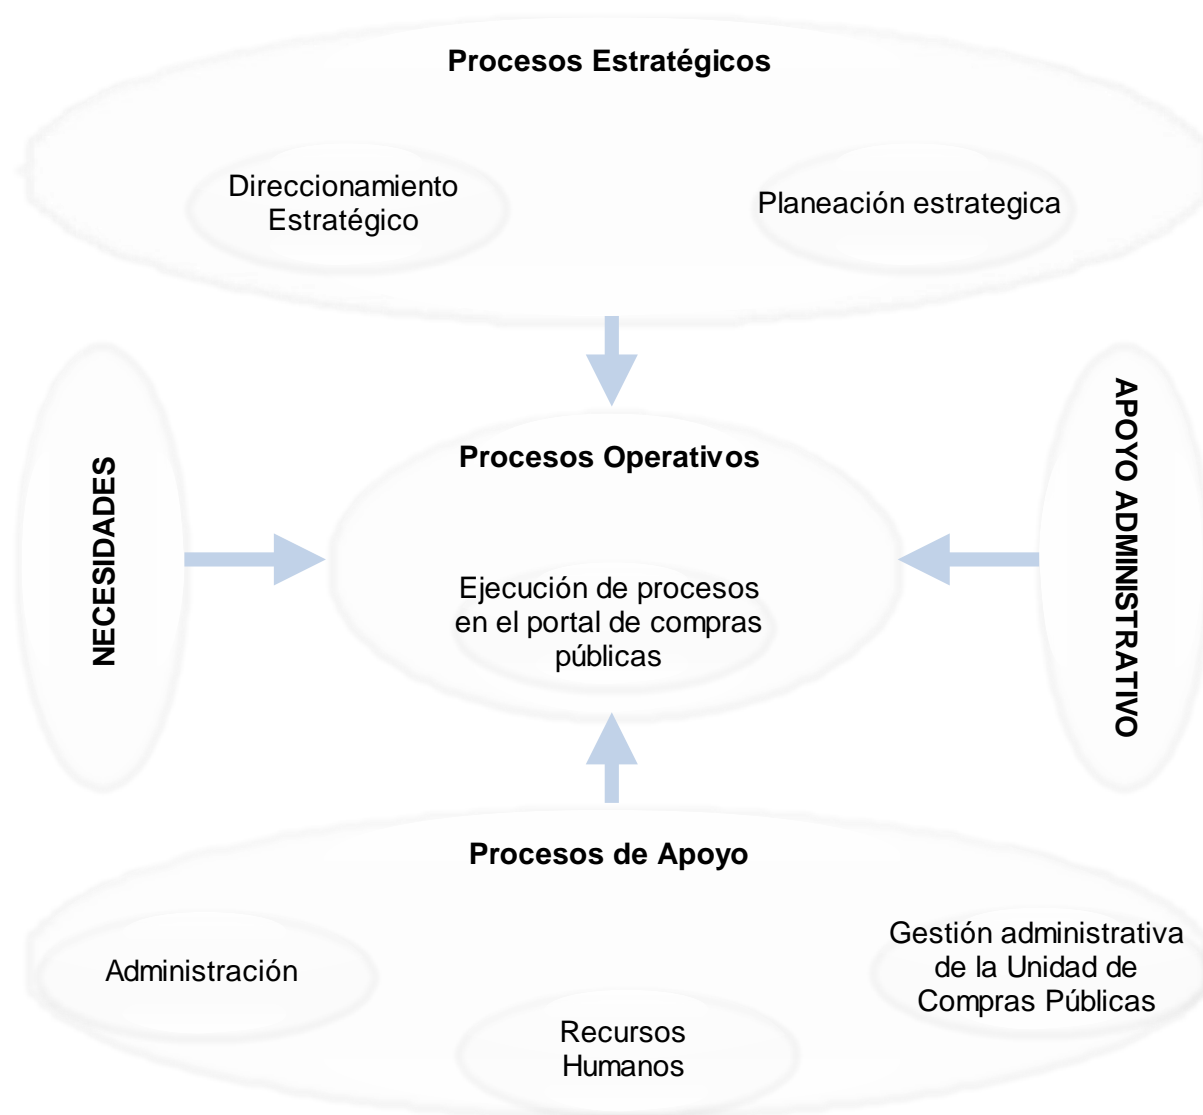 Procesos Estratégicos
Direccionamiento
Estratégico
Planeación estrategica
NECESIDADES
Procesos Operativos
Ejecución de procesos
en el portal de compras
públicas
APOYO ADMINISTRATIVO
Procesos de Apoyo
Administración
Recursos
Humanos
Gestión administrativa
de la Unidad de
Compras Públicas